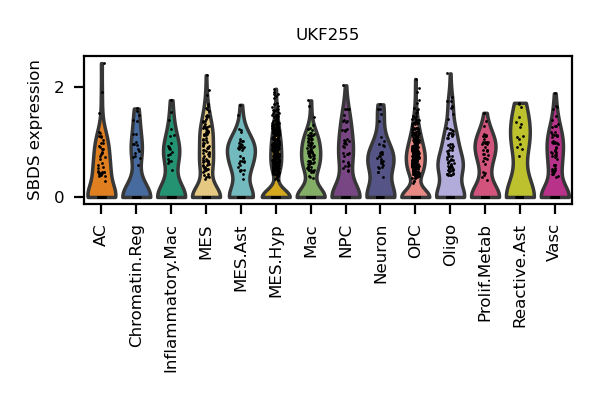 UKF255
SBDS expression
2
0
AC
Chromatin.Reg
Inflammatory.Mac
MES
MES.Ast
MES.Hyp
Mac
NPC
Neuron
OPC
Oligo
Prolif.Metab
Reactive.Ast
Vasc